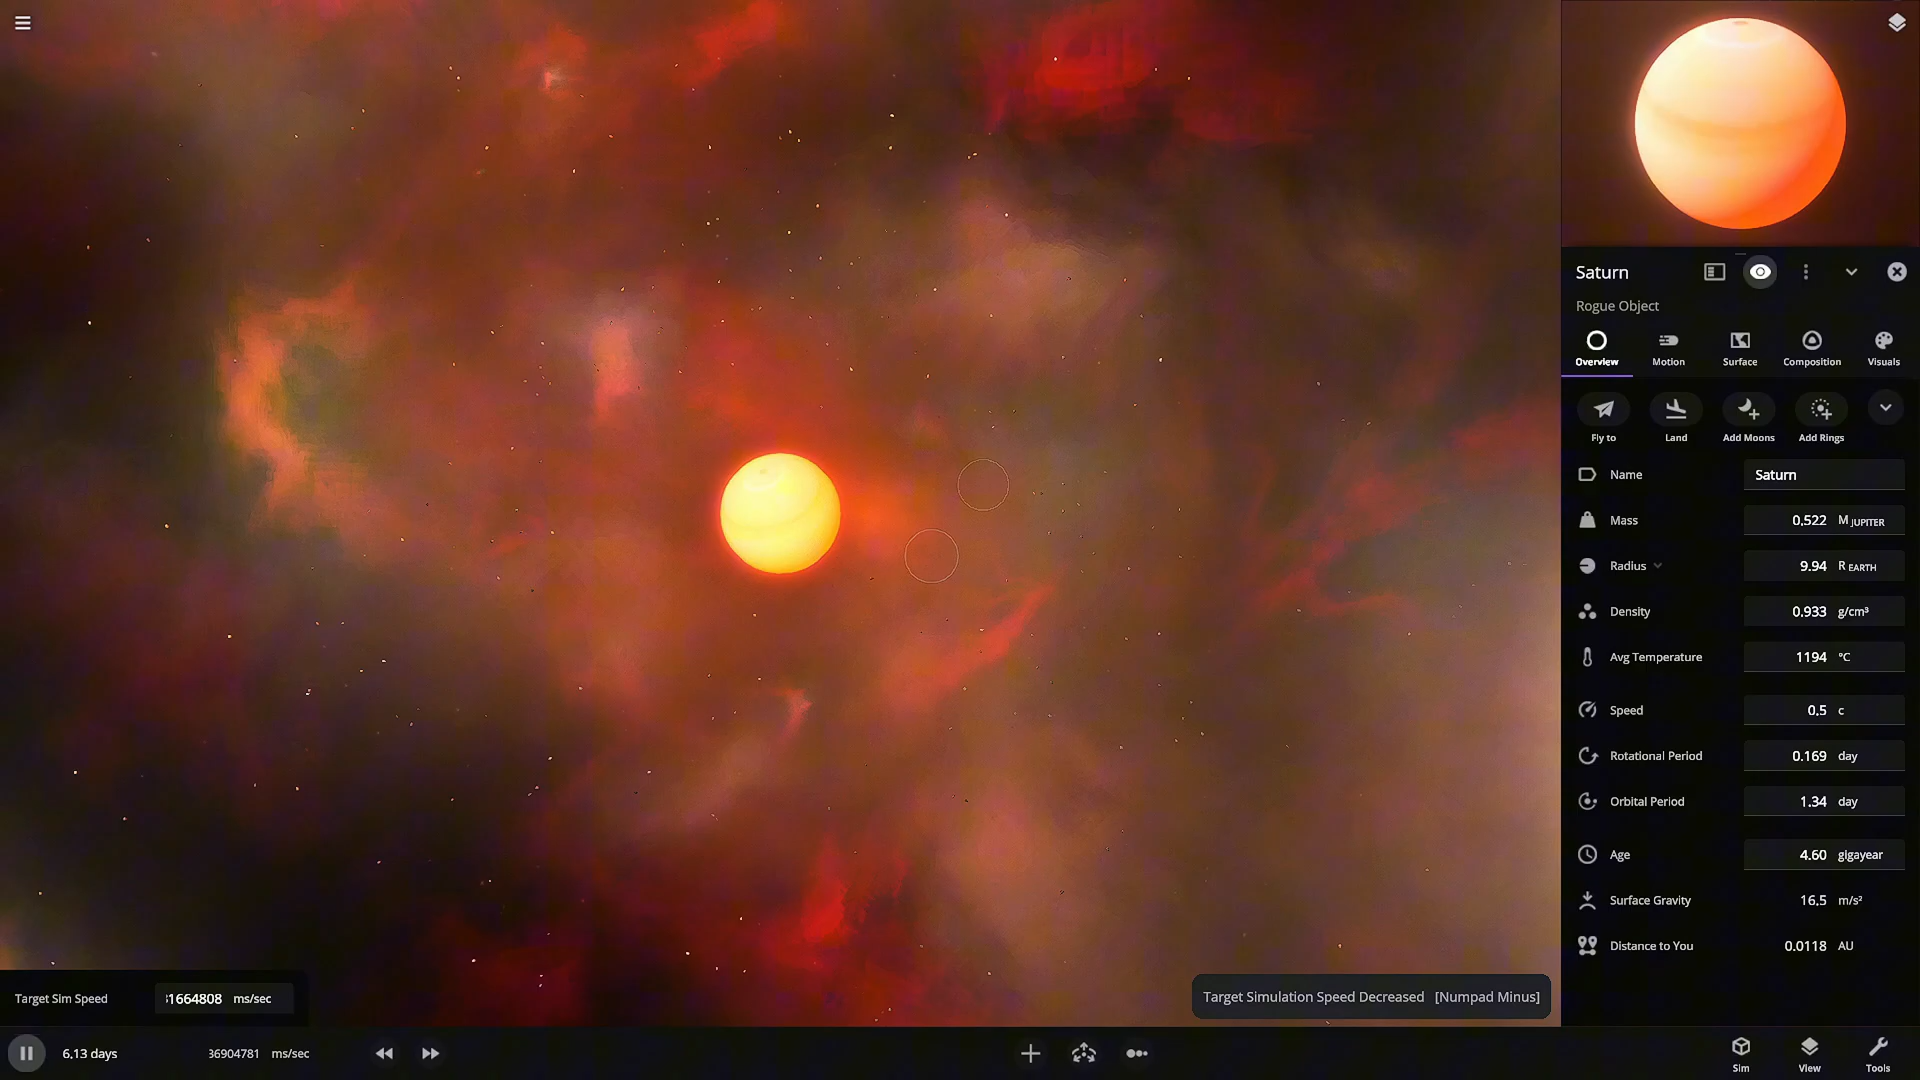 Saturn
Rogue Object
Overview Motion Surface Composition Visuals
Fly to Land Add Moons Add Rings
Name Saturn
Mass 0.522 M JUPITER
Radius 9.94 R EARTH
Density 0.933 g/cm³
Avg Temperature 1194 °C
Speed 0.5 c
Rotational Period 0.169 day
Orbital Period 1.34 day
Age 4.60 gigayear
Surface Gravity 16.5 m/s²
Distance to You 0.0118 AU
Target Sim Speed 1664808 ms/sec
Target Simulation Speed Decreased [Numpad Minus]
6.13 days 36904781 ms/sec
Sim View Tools